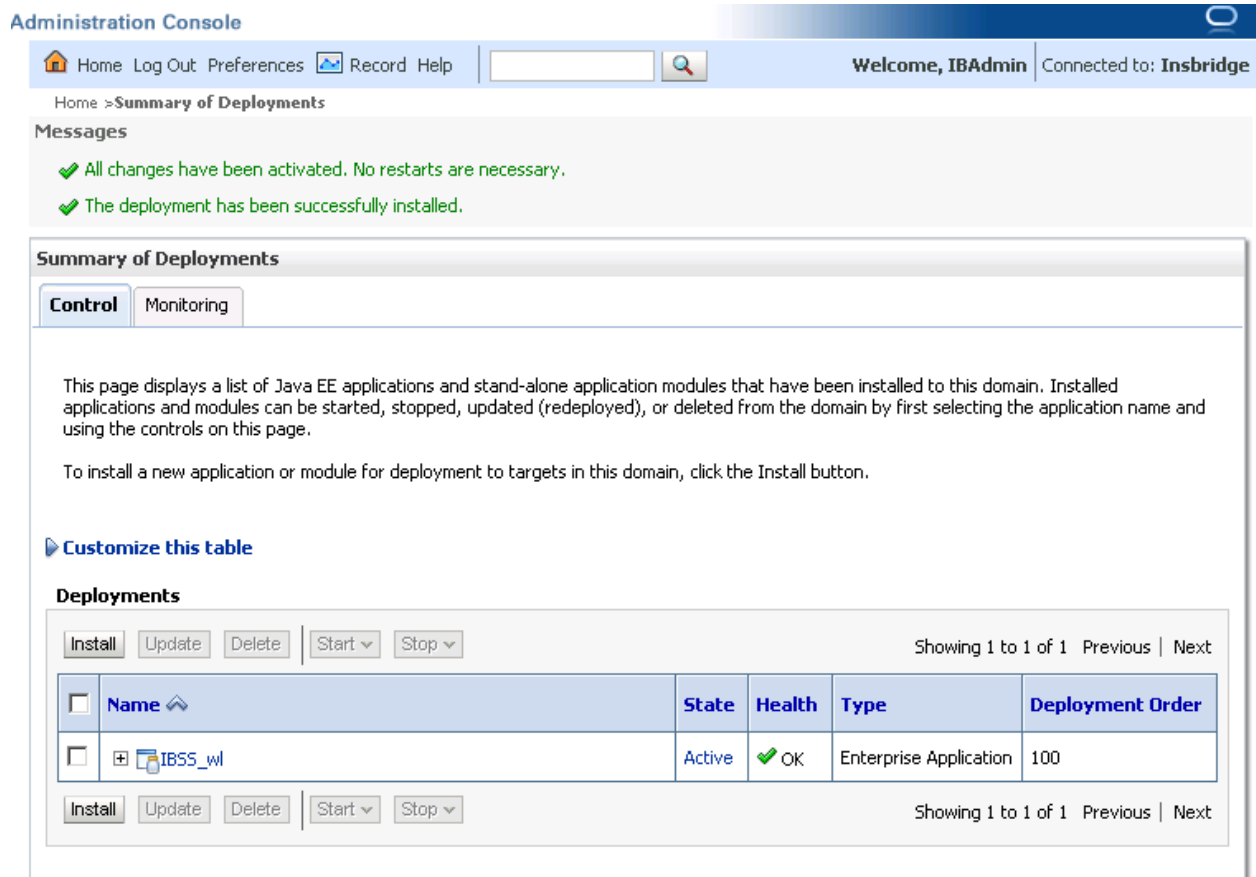 Administration Console
Home Log Out Preferences Record Help
Welcome, IBAdmin Connected to: Insbridge
Home >Summary of Deployments
Messages
All changes have been activated. No restarts are necessary.
The deployment has been successfully installed.
Summary of Deployments
Control Monitoring
This page displays a list of Java EE applications and stand-alone application modules that have been installed to this domain. Installed
applications and modules can be started, stopped, updated (redeployed), or deleted from the domain by first selecting the application name and
using the controls on this page.
To install a new application or module for deployment to targets in this domain, click the Install button.
Customize this table
Deployments
Install Update Delete Start Stop Showing 1 to 1 of 1 Previous | Next
Name State Health Type Deployment Order
IBSS_wl Active OK Enterprise Application 100
Install Update Delete Start Stop Showing 1 to 1 of 1 Previous | Next